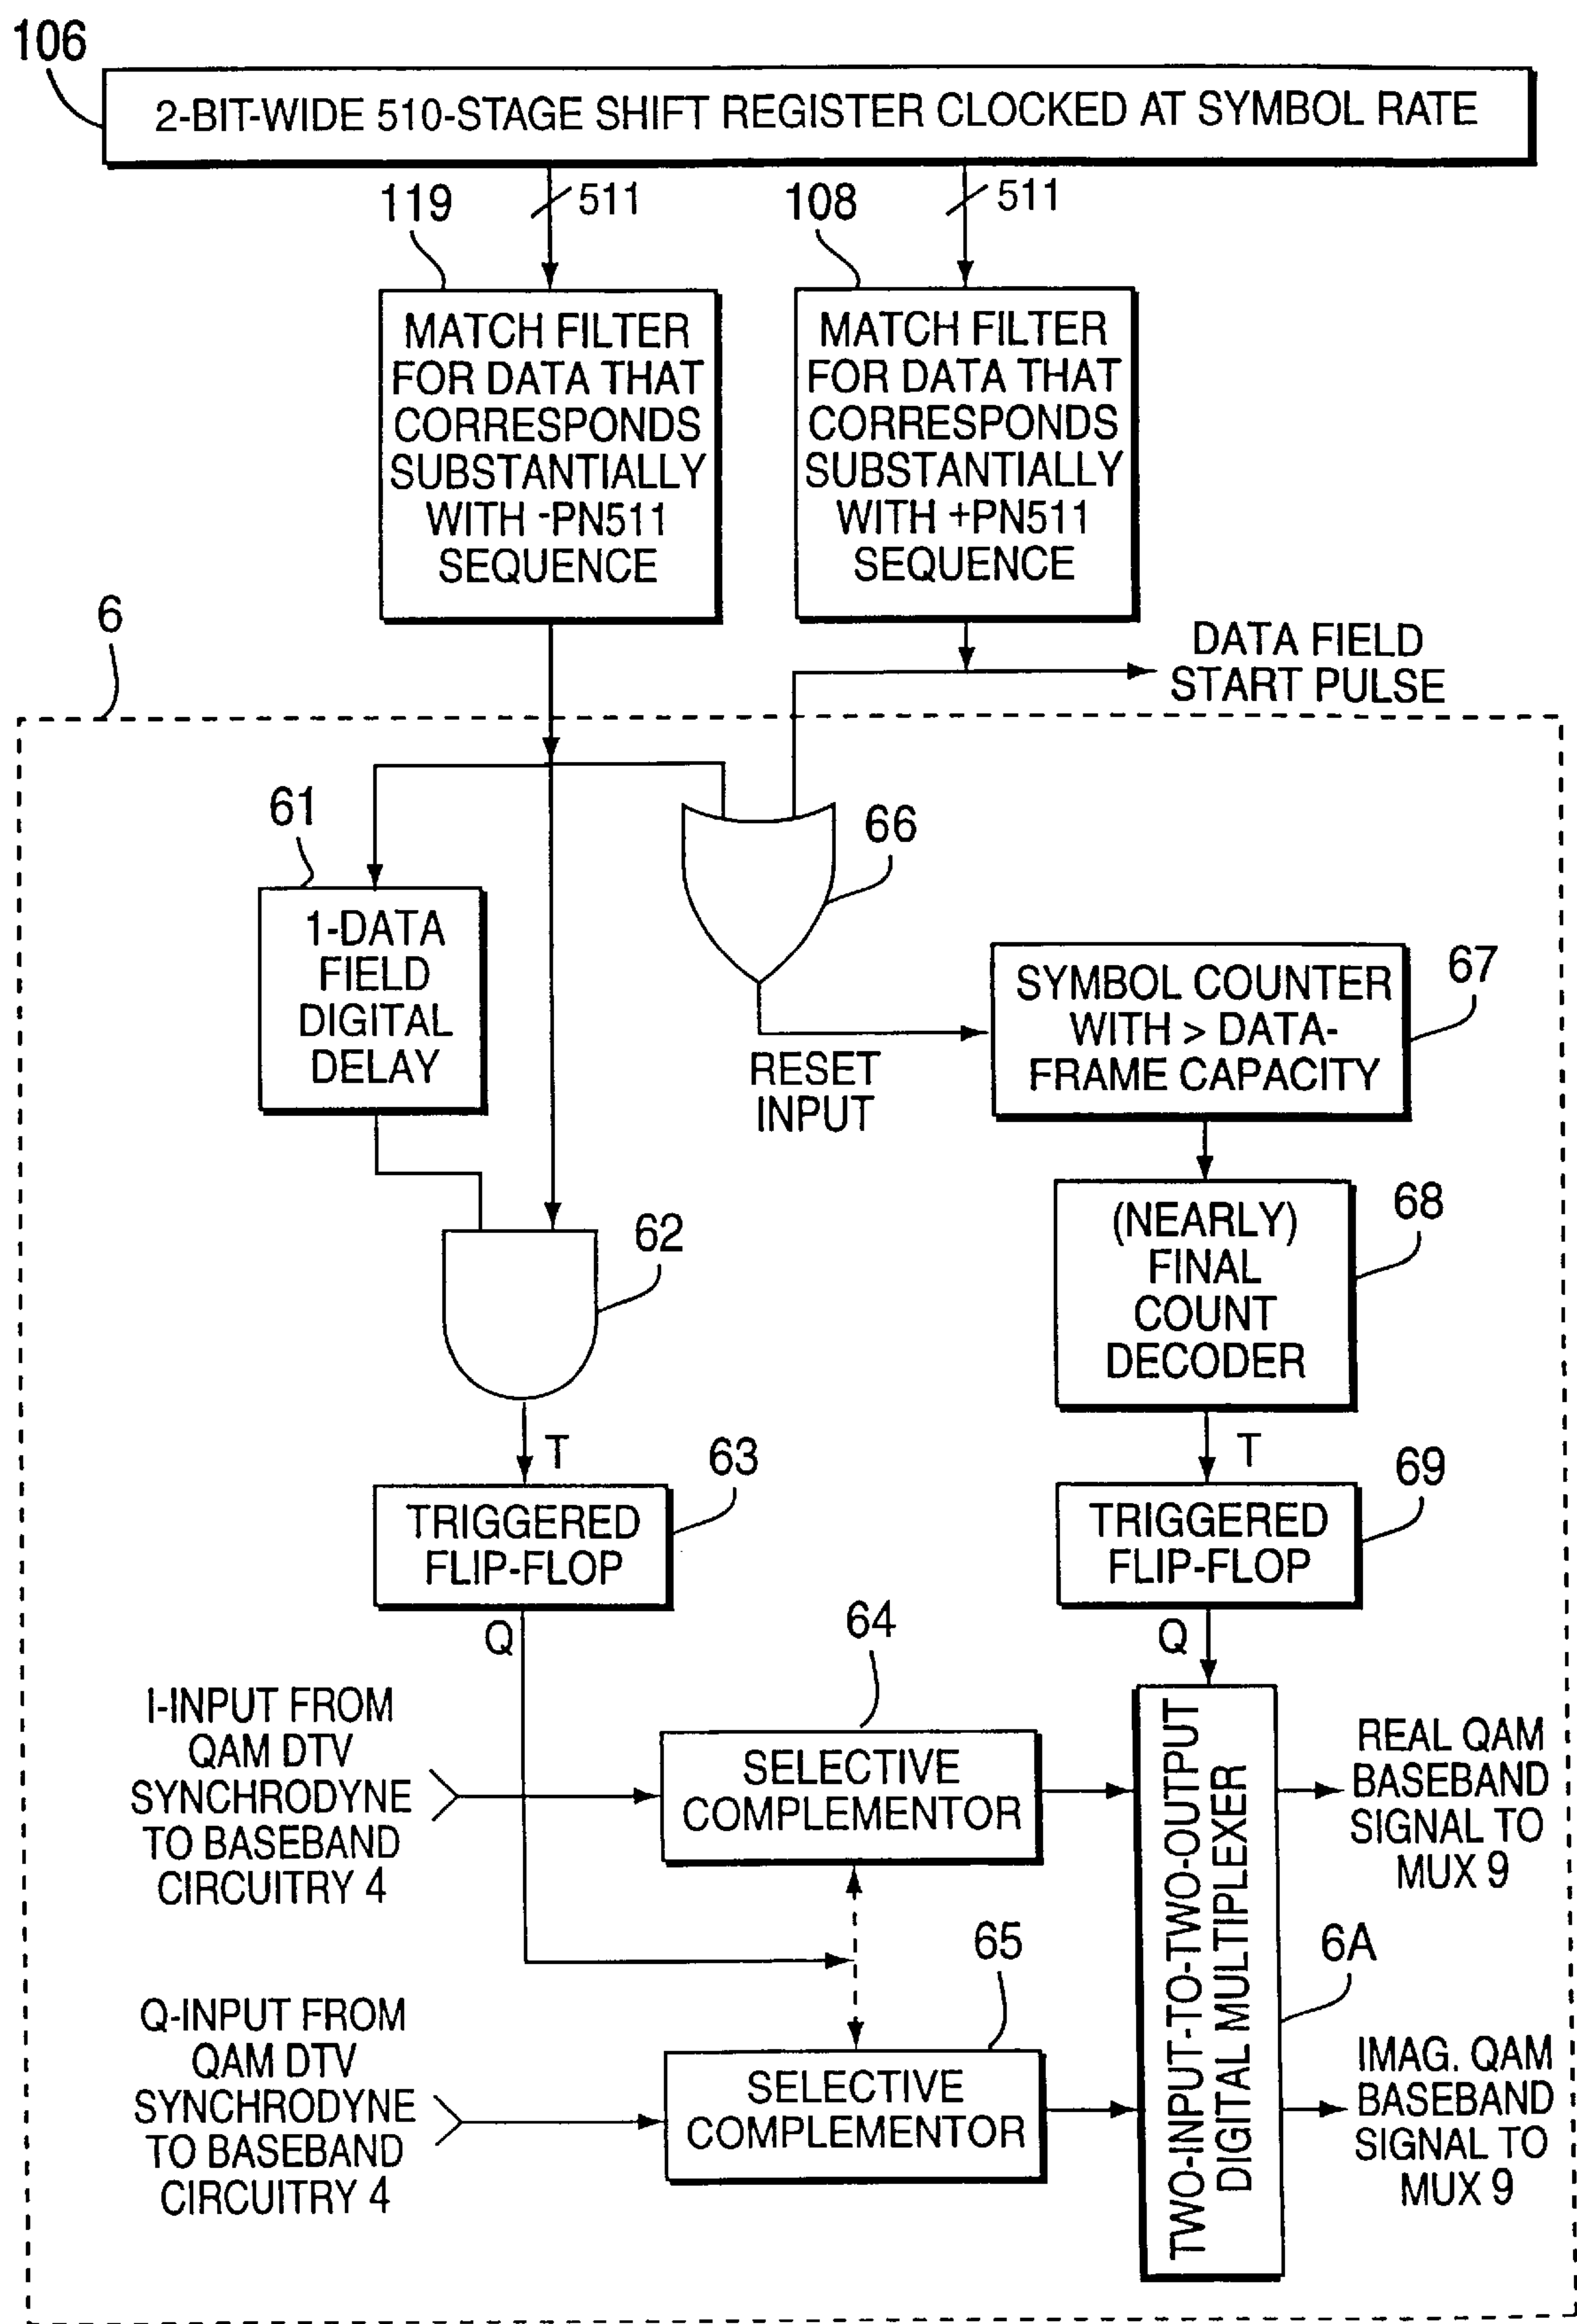 106
2-BIT-WIDE 510-STAGE SHIFT REGISTER CLOCKED AT SYMBOL RATE
119
511
108
511
MATCH FILTER
FOR DATA THAT
CORRESPONDS
SUBSTANTIALLY
WITH -PN511
SEQUENCE
MATCH FILTER
FOR DATA THAT
CORRESPONDS
SUBSTANTIALLY
WITH +PN511
SEQUENCE
6
DATA FIELD
START PULSE
61
66
1-DATA
FIELD
DIGITAL
DELAY
RESET
INPUT
SYMBOL COUNTER
WITH > DATA-
FRAME CAPACITY
67
62
(NEARLY)
FINAL
COUNT
DECODER
68
T
63
TRIGGERED
FLIP-FLOP
Q
T
69
TRIGGERED
FLIP-FLOP
Q
64
I-INPUT FROM
QAM DTV
SYNCHRODYNE
TO BASEBAND
CIRCUITRY 4
SELECTIVE
COMPLEMENTOR
TWO-INPUT-TO-TWO-OUTPUT
DIGITAL MULTIPLEXER
REAL QAM
BASEBAND
SIGNAL TO
MUX 9
65
6A
Q-INPUT FROM
QAM DTV
SYNCHRODYNE
TO BASEBAND
CIRCUITRY 4
SELECTIVE
COMPLEMENTOR
IMAG. QAM
BASEBAND
SIGNAL TO
MUX 9